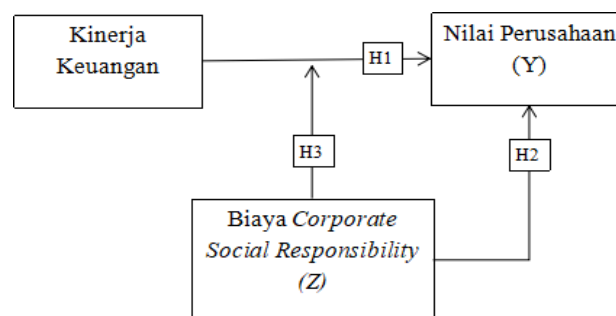 Kinerja
Keuangan
H1
Nilai Perusahaan
(Y)
H3
H2
Biaya Corporate
Social Responsibility
(Z)